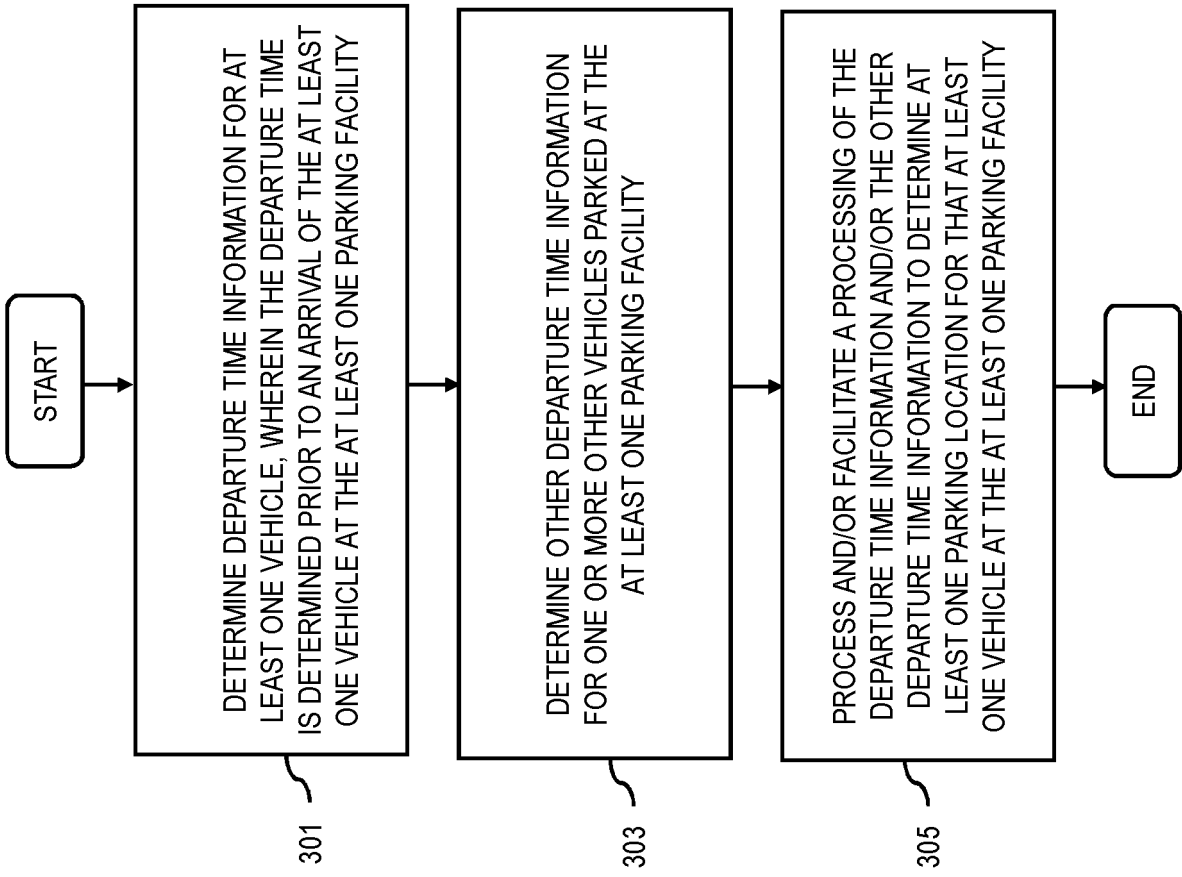 START
DETERMINE DEPARTURE TIME INFORMATION FOR AT
LEAST ONE VEHICLE, WHEREIN THE DEPARTURE TIME
IS DETERMINED PRIOR TO AN ARRIVAL OF THE AT LEAST
ONE VEHICLE AT THE AT LEAST ONE PARKING FACILITY
301
DETERMINE OTHER DEPARTURE TIME INFORMATION
FOR ONE OR MORE OTHER VEHICLES PARKED AT THE
AT LEAST ONE PARKING FACILITY
303
PROCESS AND/OR FACILITATE A PROCESSING OF THE
DEPARTURE TIME INFORMATION AND/OR THE OTHER
DEPARTURE TIME INFORMATION TO DETERMINE AT
LEAST ONE PARKING LOCATION FOR THAT AT LEAST
ONE VEHICLE AT THE AT LEAST ONE PARKING FACILITY
305
END